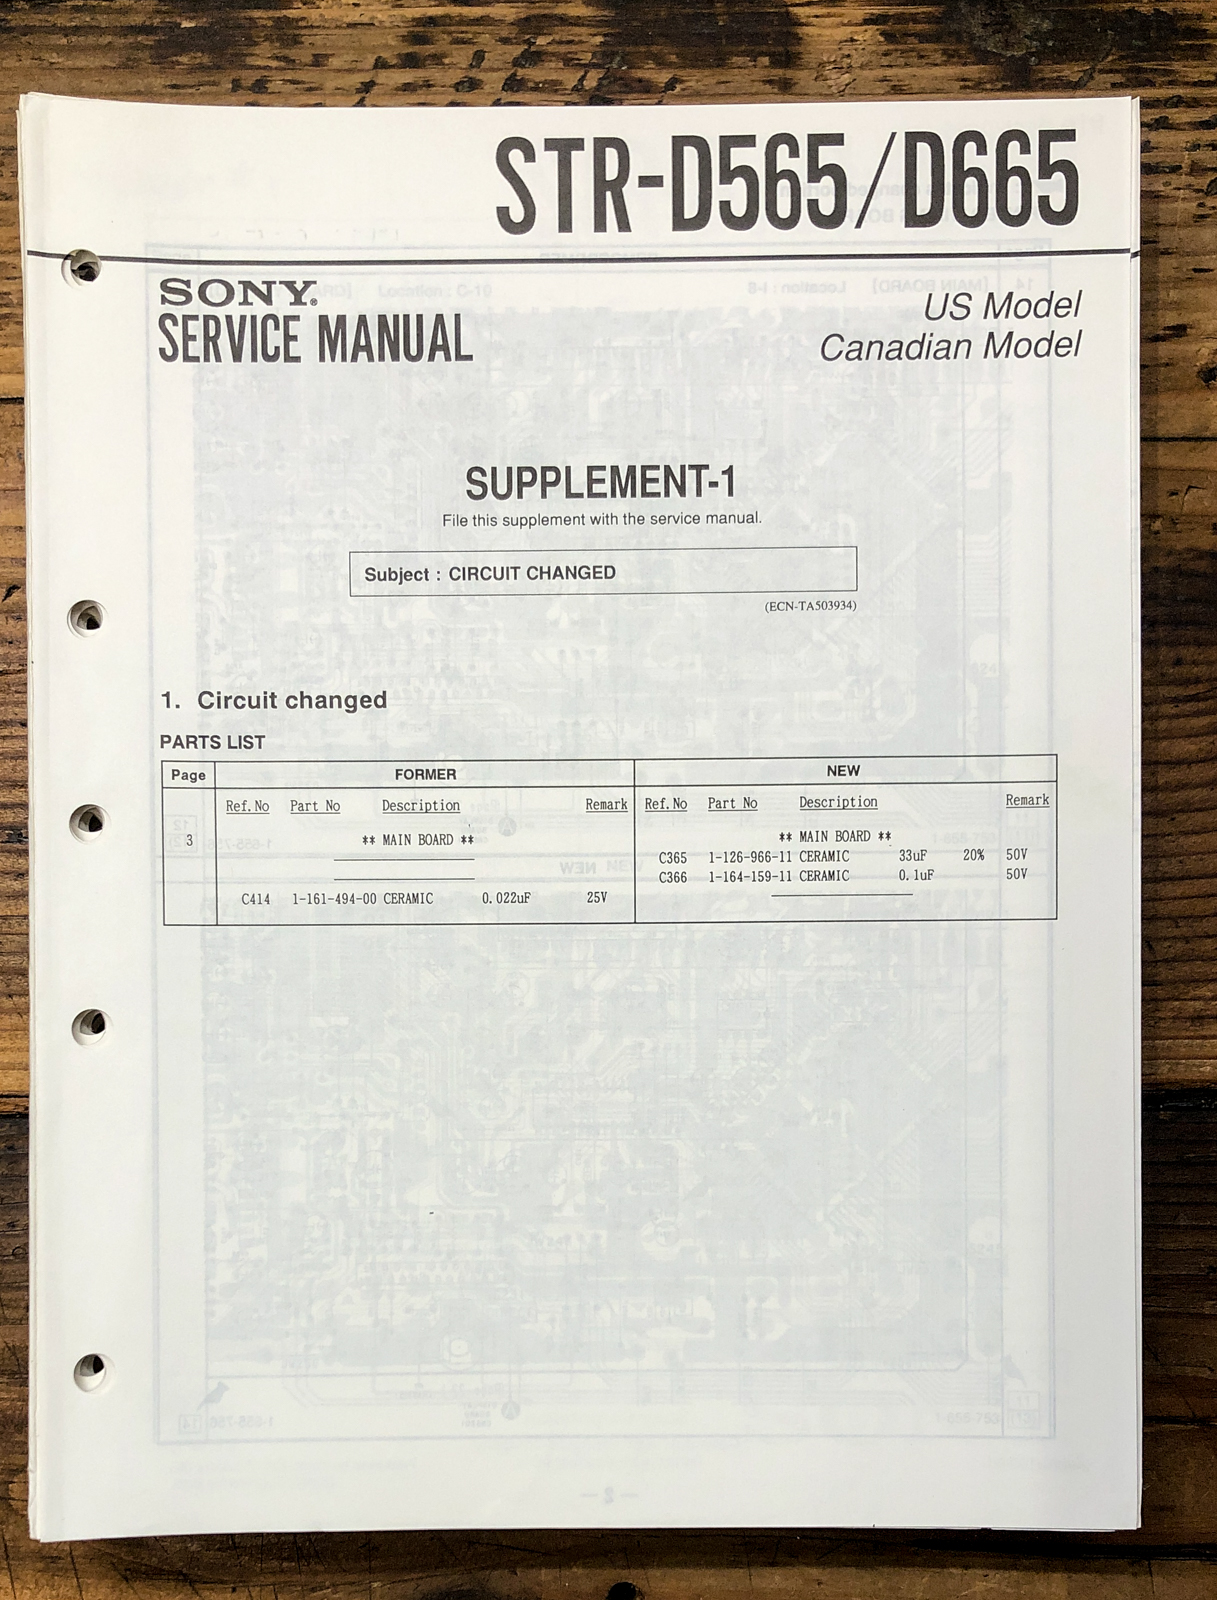 STR-D565/D665
SONY®
SERVICE MANUAL
US Model
Canadian Model
SUPPLEMENT-1
File this supplement with the service manual.
Subject : CIRCUIT CHANGED
(ECN-TA503934)
1. Circuit changed
PARTS LIST
Page FORMER NEW
Ref. No Part No Description Remark Ref. No Part No Description Remark
3 ** MAIN BOARD ** ** MAIN BOARD **
C365 1-126-966-11 CERAMIC 33uF 20% 50V
C366 1-164-159-11 CERAMIC 0.1uF 50V
C414 1-161-494-00 CERAMIC 0.022uF 25V